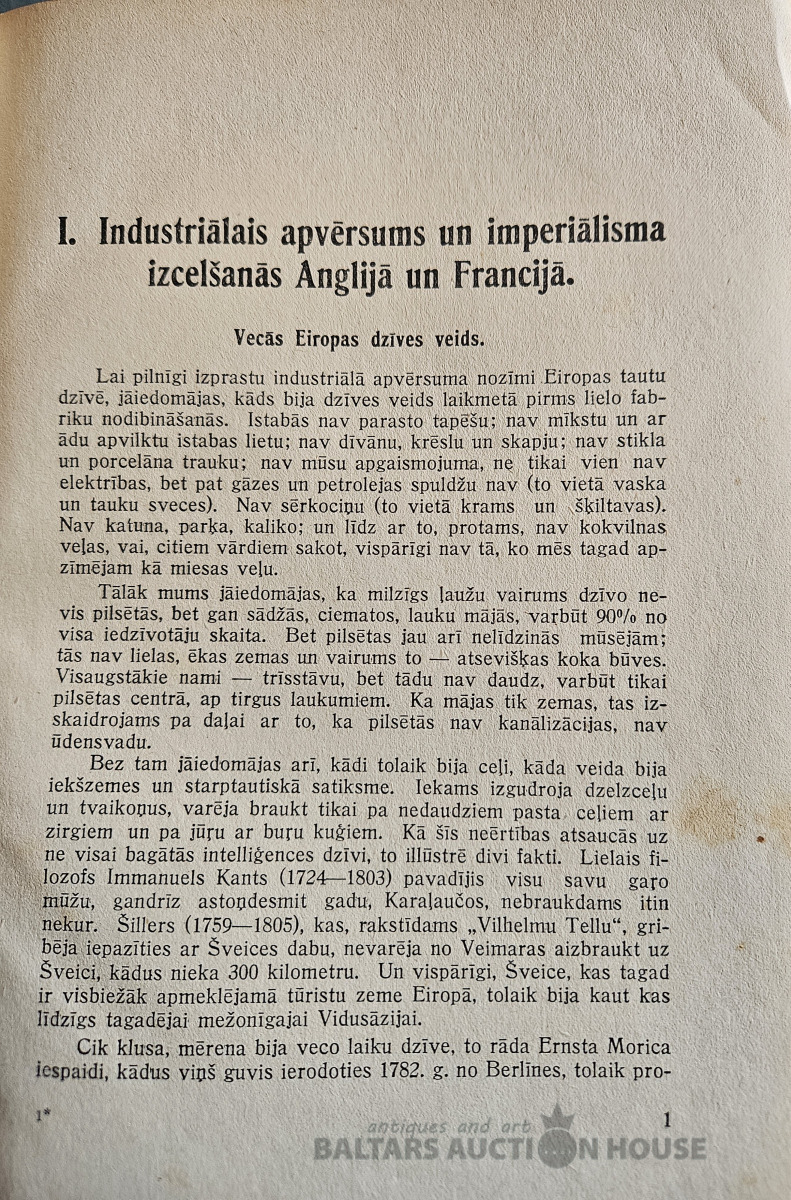 I. Industriālais apvērsums un imperiālisma
izcelšanās Anglijā un Francijā.
Vecās Eiropas dzīves veids.
Lai pilnīgi izprastu industriālā apvērsuma nozīmi Eiropas tautu
dzīvē, jāiedomājas, kāds bija dzīves veids laikmetā pirms lielo fab-
riku nodibināšanās. Istabās nav parasto tapēšu; nav mīkstu un ar
ādu apvilktu istabas lietu; nav dīvānu, krēslu un skapju; nav stikla
un porcelāna trauku; nav mūsu apgaismojuma, ne tikai vien nav
elektrības, bet pat gāzes un petrolejas spuldžu nav (to vietā vaska
un tauku sveces). Nav sērkociņu (to vietā krams un šķiltavas).
Nav katuna, parķa, kaliko; un līdz ar to, protams, nav kokvilnas
veļas, vai, citiem vārdiem sakot, vispārīgi nav tā, ko mēs tagad ap-
zīmējam kā miesas veļu.
Tālāk mums jāiedomājas, ka milzīgs ļaužu vairums dzīvo ne-
vis pilsētās, bet gan sādžās, ciematos, lauku mājās, varbūt 90% no
visa iedzīvotāju skaita. Bet pilsētas jau arī nelīdzinās mūsējām;
tās nav lielas, ēkas zemas un vairums to — atsevišķas koka būves.
Visaugstākie nami — trīsstāvu, bet tādu nav daudz, varbūt tikai
pilsētas centrā, ap tirgus laukumiem. Ka mājas tik zemas, tas iz-
skaidrojams pa daļai ar to, ka pilsētās nav kanālizācijas, nav
ūdensvadu.
Bez tam jāiedomājas arī, kādi tolaik bija ceļi, kāda veida bija
iekšzemes un starptautiskā satiksme. Iekams izgudroja dzelzceļu
un tvaikoņus, varēja braukt tikai pa nedaudziem pasta ceļiem ar
zirgiem un pa jūŗu ar buŗu kuģiem. Kā šīs neērtības atsaucās uz
ne visai bagātās intelliģences dzīvi, to illūstrē divi fakti. Lielais fi-
lozofs Immanuels Kants (1724—1803) pavadījis visu savu gaŗo
mūžu, gandrīz astoņdesmit gadu, Karaļaučos, nebraukdams itin
nekur. Šillers (1759—1805), kas, rakstīdams „Vilhelmu Tellu“, gri-
bēja iepazīties ar Šveices dabu, nevarēja no Veimaras aizbraukt uz
Šveici, kādus nieka 300 kilometru. Un vispārīgi, Šveice, kas tagad
ir visbiežāk apmeklējamā tūristu zeme Eiropā, tolaik bija kaut kas
līdzīgs tagadējai mežonīgajai Vidusāzijai.
Cik klusa, mērena bija veco laiku dzīve, to rāda Ernsta Morica
iespaidi, kādus viņš guvis ierodoties 1782. g. no Berlīnes, tolaik pro-
1* 1
antiques and art
BALTARS AUCTION HOUSE